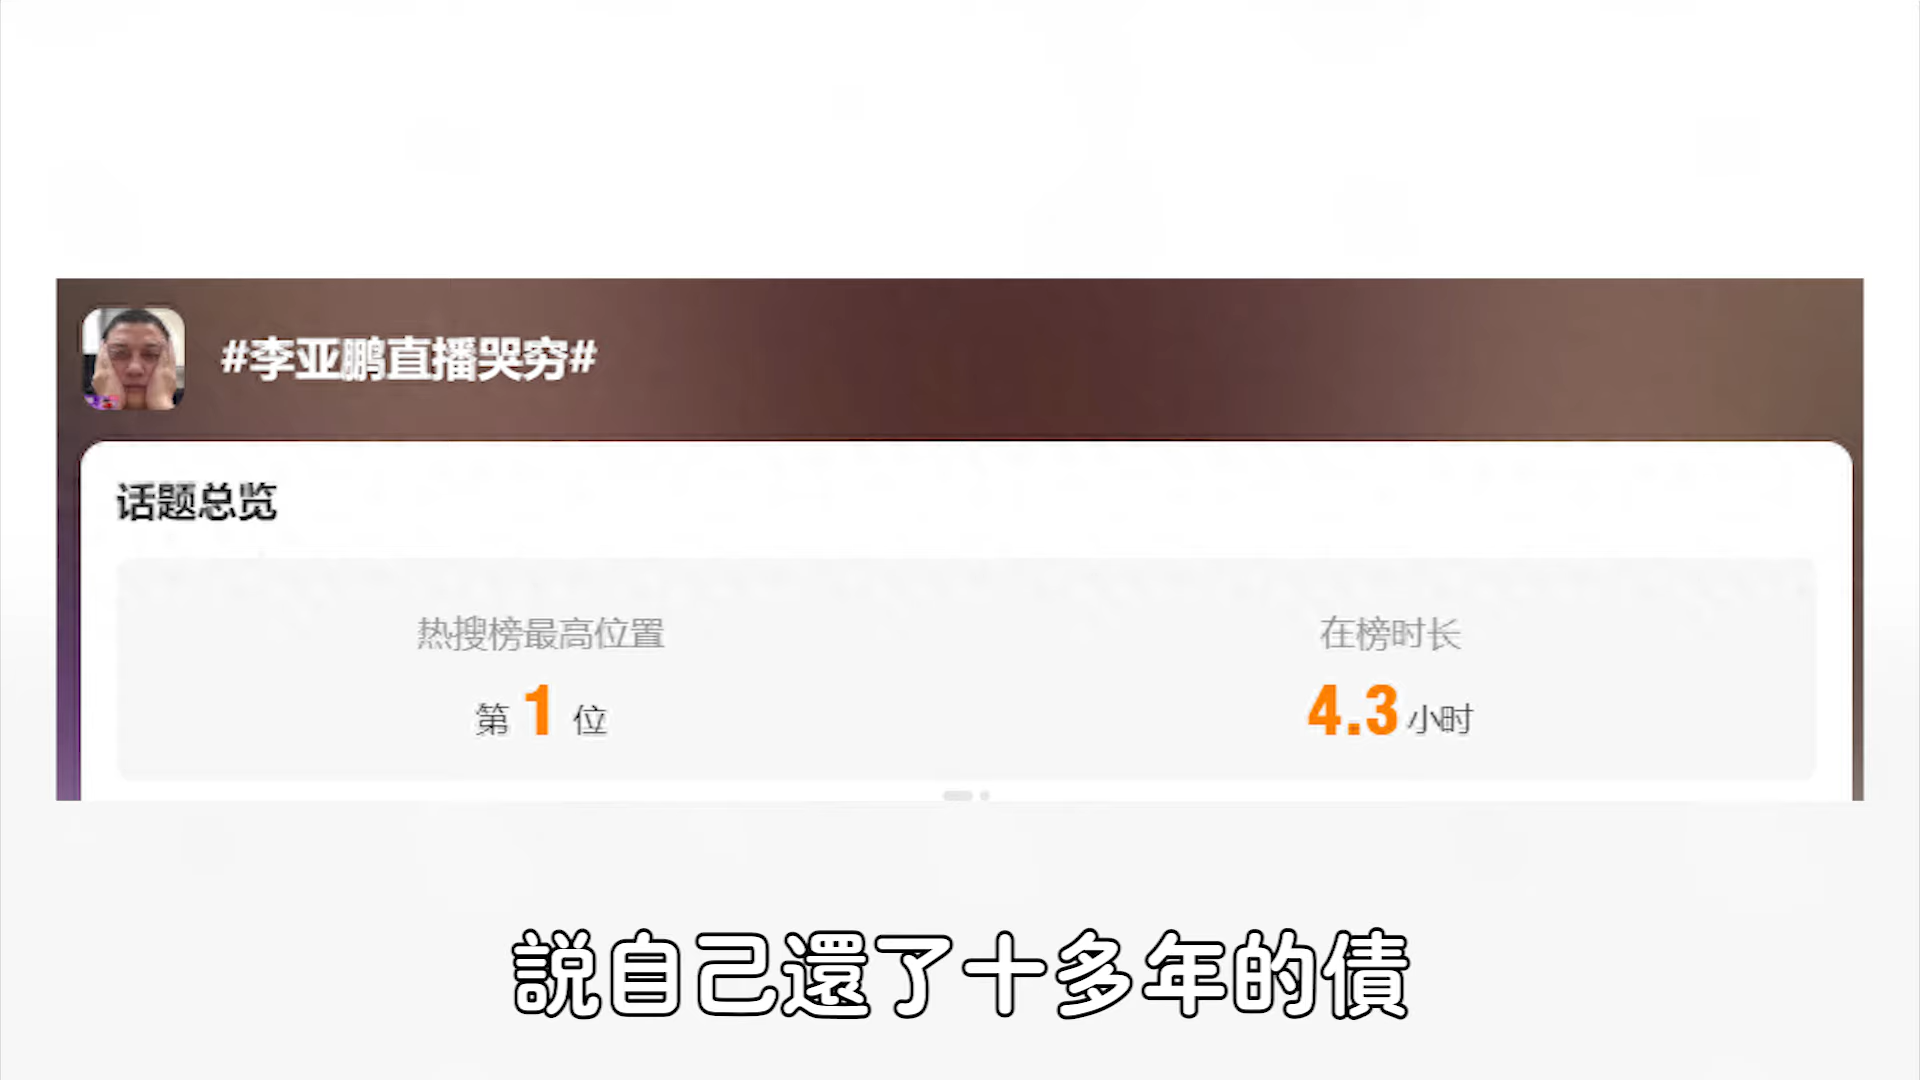 #李亚鹏直播哭穷#
话题总览
热搜榜最高位置
第 1 位
在榜时长
4.3 小时
説自己還了十多年的債